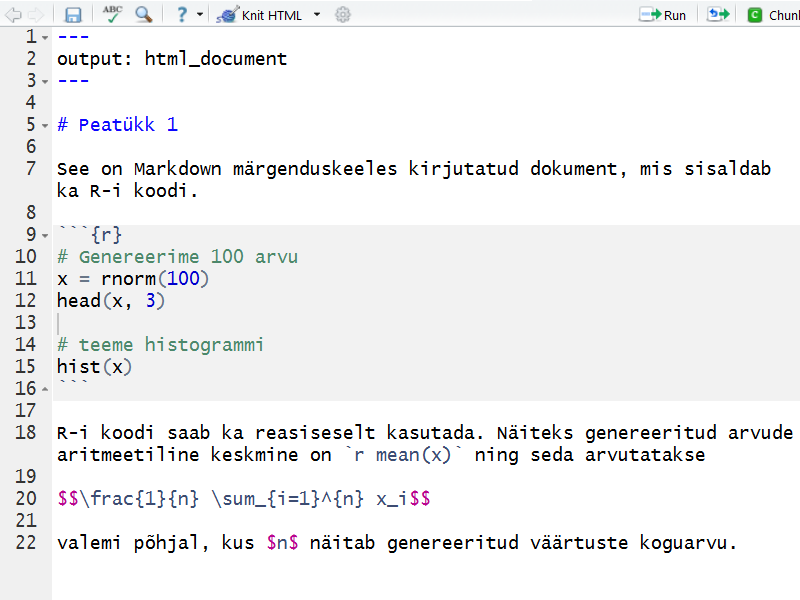 ABC ? Knit HTML Run Chunk
1 ---
2 output: html_document
3 ---
4
5 # Peatükk 1
6
7 See on Markdown märgenduskeeles kirjutatud dokument, mis sisaldab
ka R-i koodi.
8
9 ```{r}
10 # Genereerime 100 arvu
11 x = rnorm(100)
12 head(x, 3)
13
14 # teeme histogrammi
15 hist(x)
16 ```
17
18 R-i koodi saab ka reasiseselt kasutada. Näiteks genereeritud arvude
aritmeetiline keskmine on `r mean(x)` ning seda arvutatakse
19
20 $$\frac{1}{n} \sum_{i=1}^{n} x_i$$
21
22 valemi põhjal, kus $n$ näitab genereeritud väärtuste koguarvu.